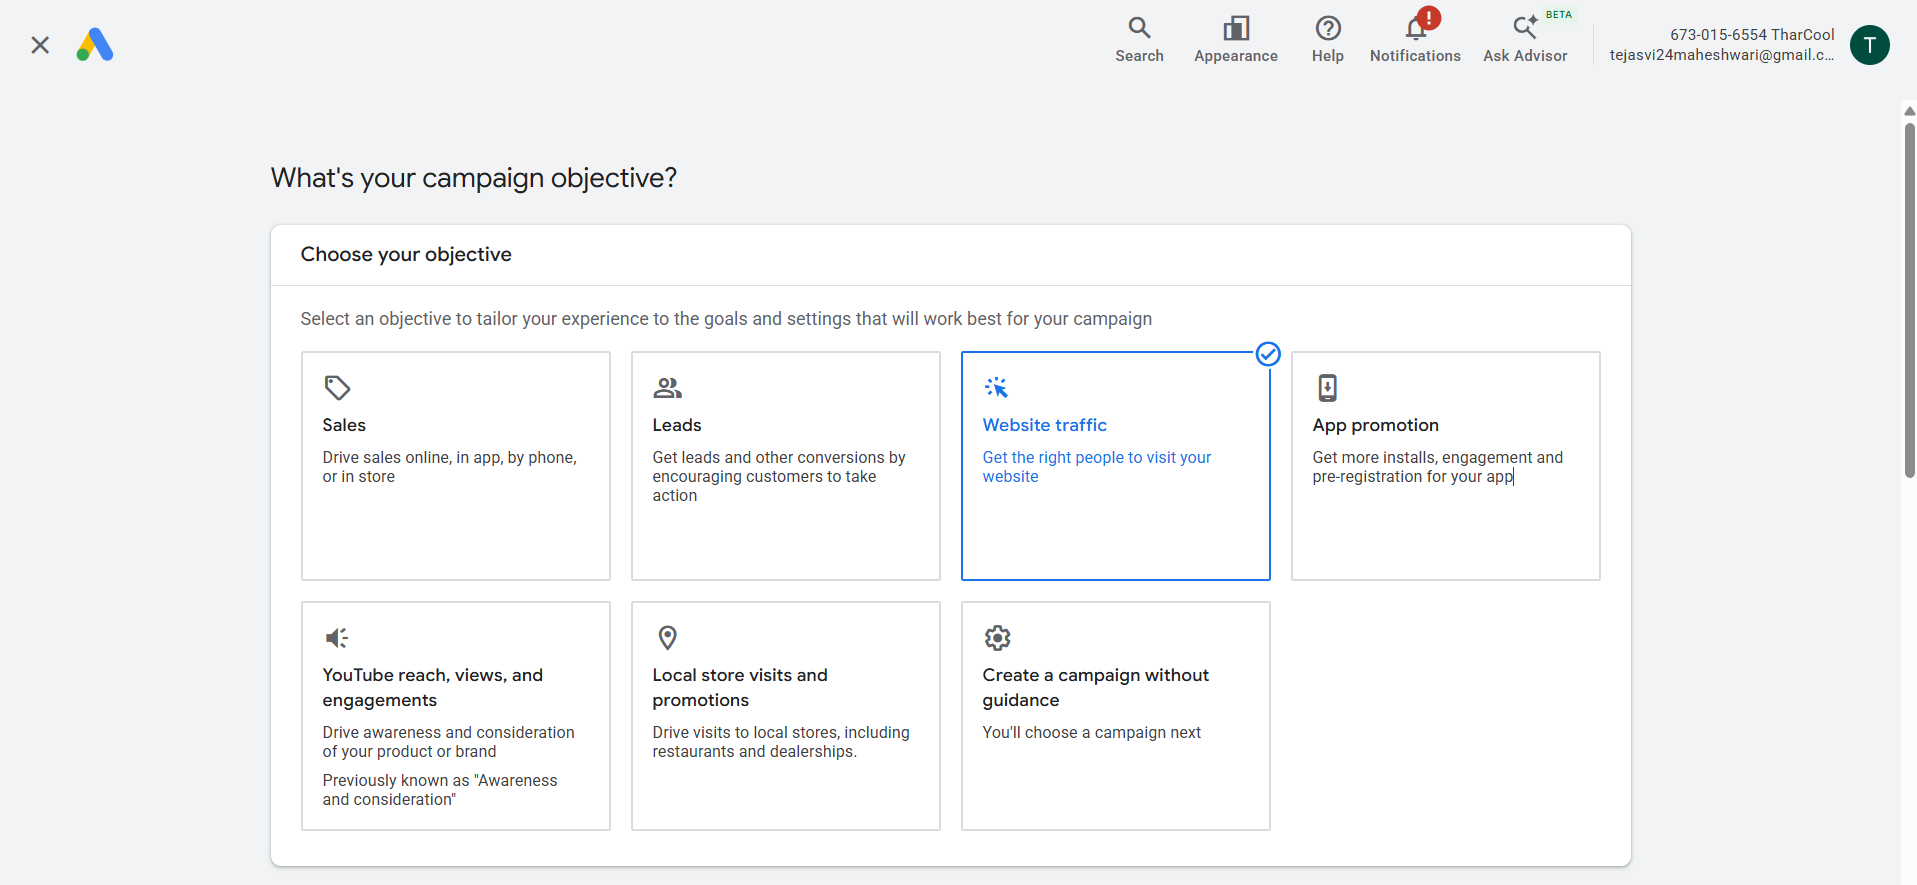 Search
Appearance
Help
!
Notifications
BETA
Ask Advisor
673-015-6554 TharCool
tejasvi24maheshwari@gmail.c...
T
What's your campaign objective?
Choose your objective
Select an objective to tailor your experience to the goals and settings that will work best for your campaign
Sales
Drive sales online, in app, by phone,
or in store
Leads
Get leads and other conversions by
encouraging customers to take
action
Website traffic
Get the right people to visit your
website
App promotion
Get more installs, engagement and
pre-registration for your app
YouTube reach, views, and
engagements
Drive awareness and consideration
of your product or brand
Previously known as "Awareness
and consideration"
Local store visits and
promotions
Drive visits to local stores, including
restaurants and dealerships.
Create a campaign without
guidance
You'll choose a campaign next